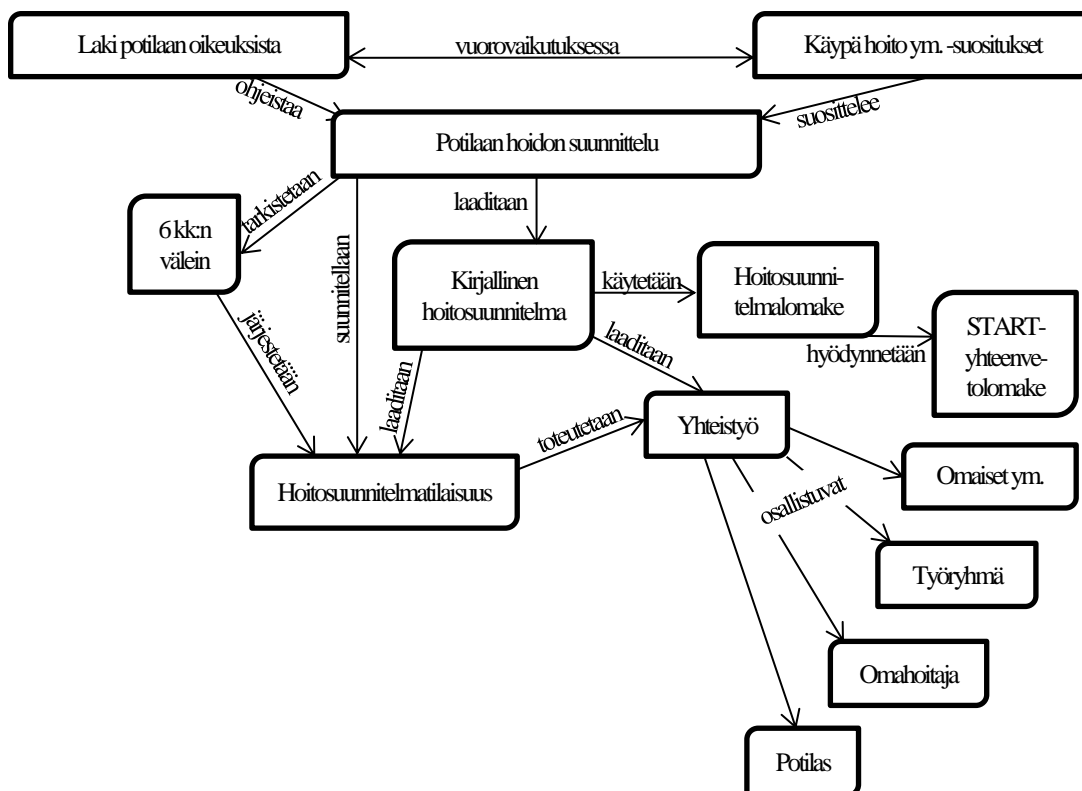 Laki potilaan oikeuksista
vuorovaikutuksessa
Käypä hoito ym. -suositukset
ohjeistaa
suosittelee
Potilaan hoidon suunnittelu
tarkistetaan
laaditaan
6 kk:n
välein
suunnitellaan
Kirjallinen
hoitosuunnitelma
käytetään
Hoitosuunni-
telmalomake
hyödynnetään
START-
yhteenve-
tolomake
järjestetään
laaditaan
laaditaan
toteutetaan
Yhteistyö
Hoitosuunnitelmatilaisuus
osallistuvat
Omaiset ym.
Työryhmä
Omahoitaja
Potilas